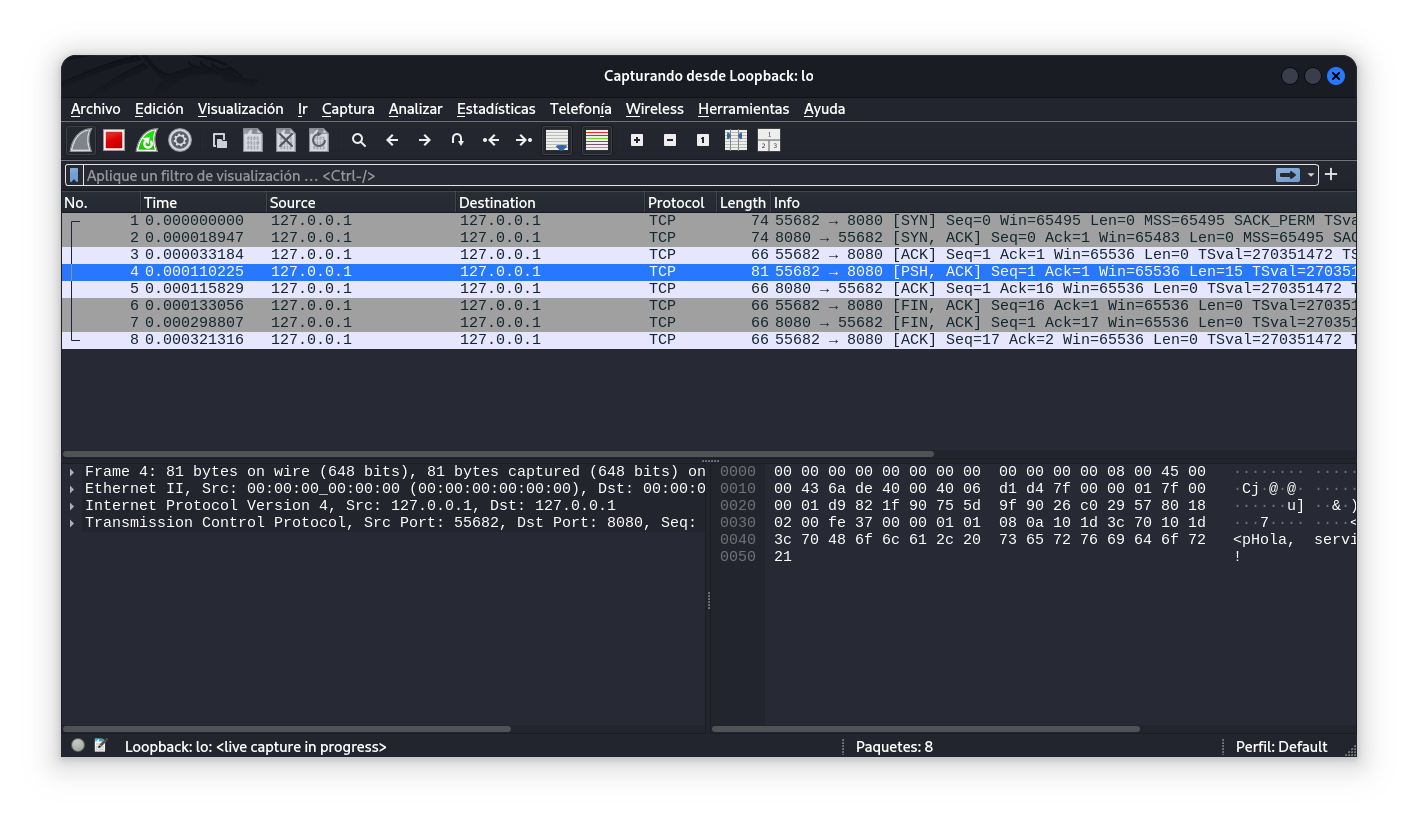 Capturando desde Loopback: lo
Archivo Edición Visualización Ir Captura Analizar Estadísticas Telefonía Wireless Herramientas Ayuda
Aplique un filtro de visualización … <Ctrl-/>
No. Time Source Destination Protocol Length Info
1 0.000000000 127.0.0.1 127.0.0.1 TCP 74 55682 → 8080 [SYN] Seq=0 Win=65495 Len=0 MSS=65495 SACK_PERM TSva
2 0.000018947 127.0.0.1 127.0.0.1 TCP 74 8080 → 55682 [SYN, ACK] Seq=0 Ack=1 Win=65483 Len=0 MSS=65495 SAC
3 0.000033184 127.0.0.1 127.0.0.1 TCP 66 55682 → 8080 [ACK] Seq=1 Ack=1 Win=65536 Len=0 TSval=270351472 TS
4 0.000110225 127.0.0.1 127.0.0.1 TCP 81 55682 → 8080 [PSH, ACK] Seq=1 Ack=1 Win=65536 Len=15 TSval=270351
5 0.000115829 127.0.0.1 127.0.0.1 TCP 66 8080 → 55682 [ACK] Seq=1 Ack=16 Win=65536 Len=0 TSval=270351472 T
6 0.000133056 127.0.0.1 127.0.0.1 TCP 66 55682 → 8080 [FIN, ACK] Seq=16 Ack=1 Win=65536 Len=0 TSval=270351
7 0.000298807 127.0.0.1 127.0.0.1 TCP 66 8080 → 55682 [FIN, ACK] Seq=1 Ack=17 Win=65536 Len=0 TSval=270351
8 0.000321316 127.0.0.1 127.0.0.1 TCP 66 55682 → 8080 [ACK] Seq=17 Ack=2 Win=65536 Len=0 TSval=270351472 T
Frame 4: 81 bytes on wire (648 bits), 81 bytes captured (648 bits) on
Ethernet II, Src: 00:00:00_00:00:00 (00:00:00:00:00:00), Dst: 00:00:0
Internet Protocol Version 4, Src: 127.0.0.1, Dst: 127.0.0.1
Transmission Control Protocol, Src Port: 55682, Dst Port: 8080, Seq:
0000 00 00 00 00 00 00 00 00 00 00 00 00 08 00 45 00 ········ ·····
0010 00 43 6a de 40 00 40 06 d1 d4 7f 00 00 01 7f 00 ·Cj·@·@· ·····
0020 00 01 d9 82 1f 90 75 5d 9f 90 26 c0 29 57 80 18 ······u] ··&·)
0030 02 00 fe 37 00 00 01 01 08 0a 10 1d 3c 70 10 1d ···7···· ····<
0040 3c 70 48 6f 6c 61 2c 20 73 65 72 76 69 64 6f 72 <pHola, servi
0050 21 !
Loopback: lo: <live capture in progress> Paquetes: 8 Perfil: Default